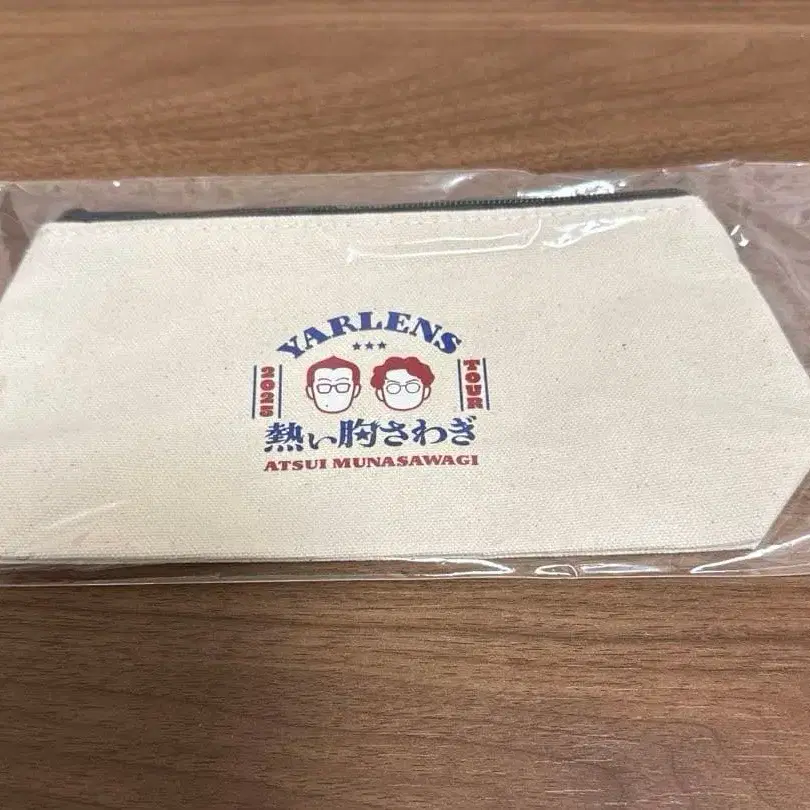 YARLENS
2025
TOUR
熱い胸さわぎ
ATSUI MUNASAWAGI